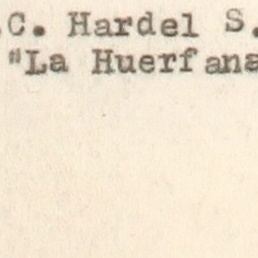 .C. Hardel S.
"La Huerfana